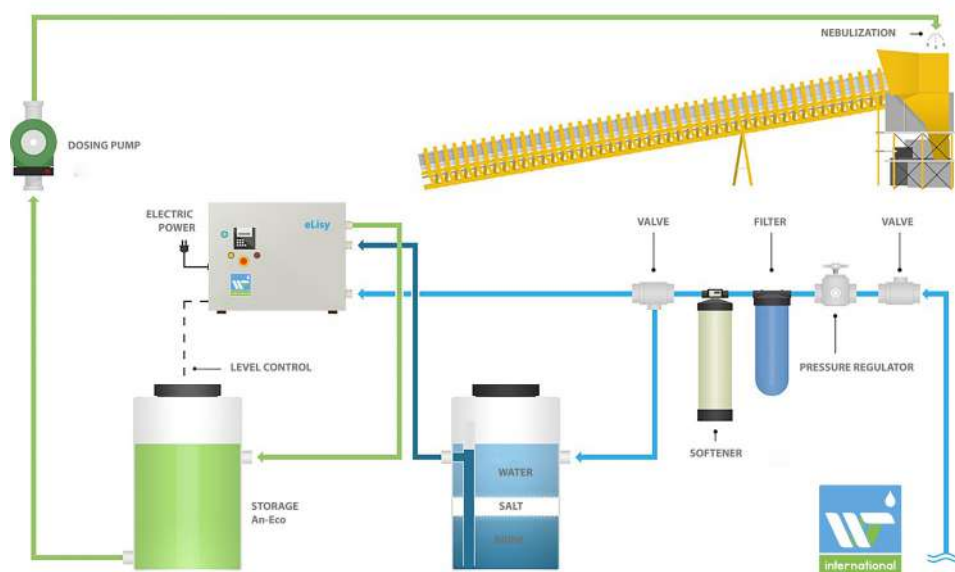 NEBULIZATION
DOSING PUMP
ELECTRIC
POWER
eLisy
VALVE
FILTER
VALVE
LEVEL CONTROL
PRESSURE REGULATOR
SOFTENER
WATER
SALT
STORAGE
An-Eco
WT
international